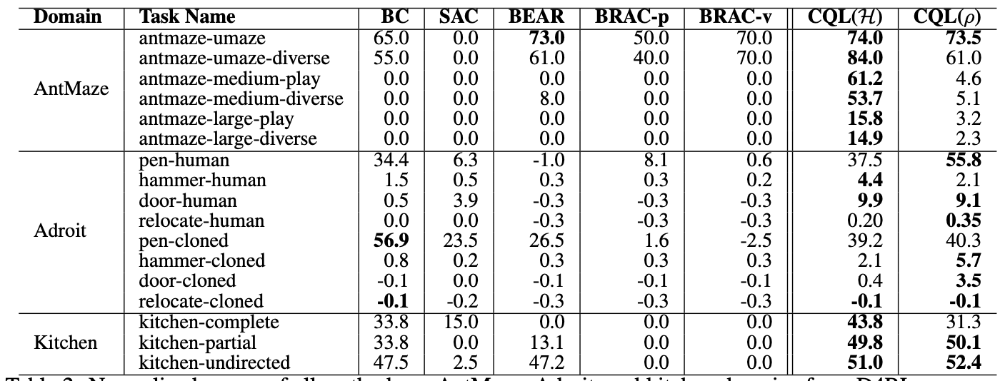 Domain Task Name BC SAC BEAR BRAC-p BRAC-v CQL(ℋ) CQL(ρ)
antmaze-umaze 65.0 0.0 73.0 50.0 70.0 74.0 73.5
antmaze-umaze-diverse 55.0 0.0 61.0 40.0 70.0 84.0 61.0
antmaze-medium-play 0.0 0.0 0.0 0.0 0.0 61.2 4.6
AntMaze
antmaze-medium-diverse 0.0 0.0 8.0 0.0 0.0 53.7 5.1
antmaze-large-play 0.0 0.0 0.0 0.0 0.0 15.8 3.2
antmaze-large-diverse 0.0 0.0 0.0 0.0 0.0 14.9 2.3
pen-human 34.4 6.3 -1.0 8.1 0.6 37.5 55.8
hammer-human 1.5 0.5 0.3 0.3 0.2 4.4 2.1
door-human 0.5 3.9 -0.3 -0.3 -0.3 9.9 9.1
relocate-human 0.0 0.0 -0.3 -0.3 -0.3 0.20 0.35
Adroit
pen-cloned 56.9 23.5 26.5 1.6 -2.5 39.2 40.3
hammer-cloned 0.8 0.2 0.3 0.3 0.3 2.1 5.7
door-cloned -0.1 0.0 -0.1 -0.1 -0.1 0.4 3.5
relocate-cloned -0.1 -0.2 -0.3 -0.3 -0.3 -0.1 -0.1
kitchen-complete 33.8 15.0 0.0 0.0 0.0 43.8 31.3
Kitchen kitchen-partial 33.8 0.0 13.1 0.0 0.0 49.8 50.1
kitchen-undirected 47.5 2.5 47.2 0.0 0.0 51.0 52.4